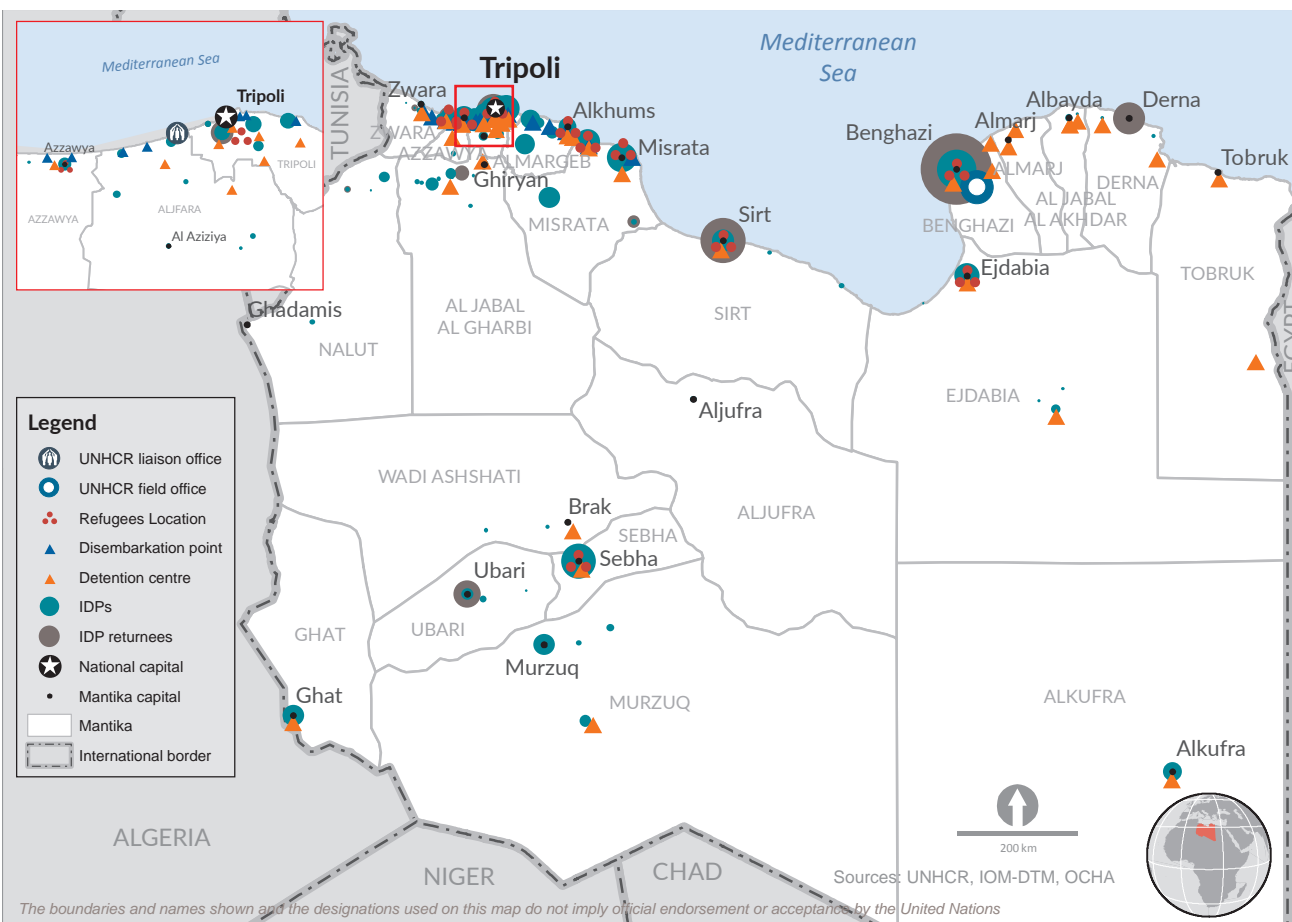 Mediterranean Sea
Tripoli
Azzawya
TRIPOLI
AZZAWYA
ALJFARA
Al Aziziya
Mediterranean
Sea
TUNISIA
Tripoli
Zwara
ZWARA
AZZAWYA
Alkhums
ALMARGEB
Misrata
Ghiryan
MISRATA
Sirt
Benghazi
Almarj
ALMARJ
Albayda
Derna
Tobruk
DERNA
AL JABAL
AL AKHDAR
BENGHAZI
Ejdabia
TOBRUK
EGYPT
Ghadamis
NALUT
AL JABAL
AL GHARBI
SIRT
EJDABIA
Aljufra
WADI ASHSHATI
Brak
SEBHA
Sebha
ALJUFRA
Ubari
UBARI
GHAT
Murzuq
MURZUQ
Ghat
ALKUFRA
Alkufra
Legend
UNHCR liaison office
UNHCR field office
Refugees Location
Disembarkation point
Detention centre
IDPs
IDP returnees
National capital
Mantika capital
Mantika
International border
ALGERIA
NIGER
CHAD
200 km
Sources: UNHCR, IOM-DTM, OCHA
The boundaries and names shown and the designations used on this map do not imply official endorsement or acceptance by the United Nations